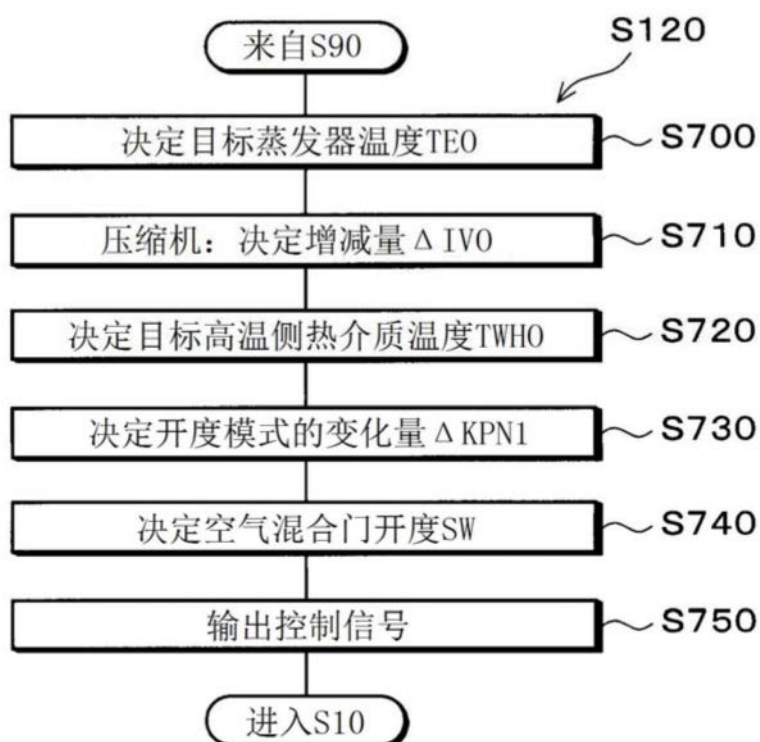 来自S90
S120
决定目标蒸发器温度TEO
S700
压缩机：决定增减量ΔIVO
S710
决定目标高温侧热介质温度TWHO
S720
决定开度模式的变化量ΔKPN1
S730
决定空气混合门开度SW
S740
输出控制信号
S750
进入S10